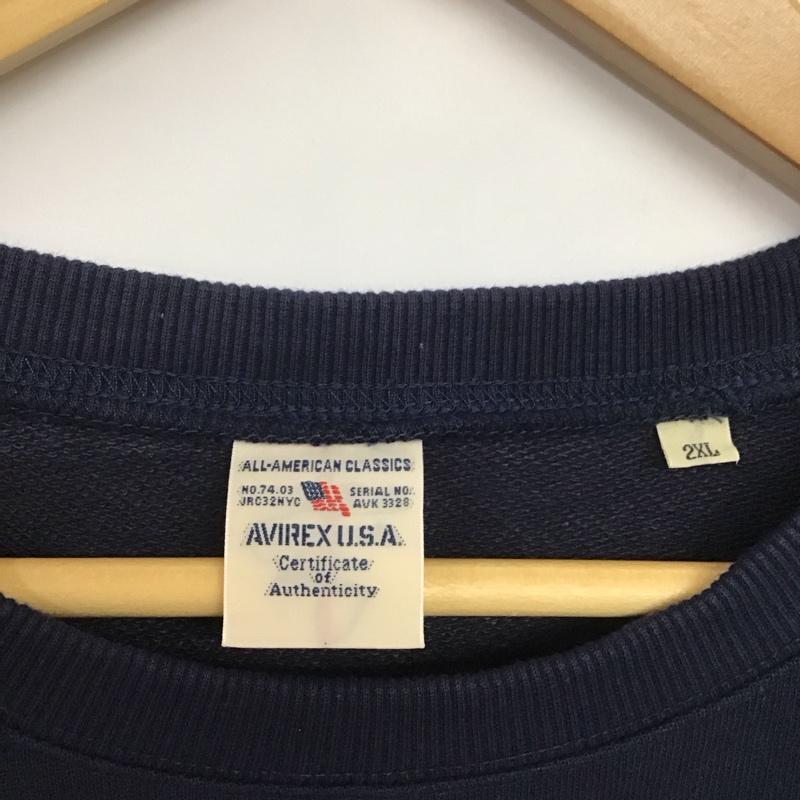 ALL-AMERICAN CLASSICS
NO.74.03
JRC32NYC
SERIAL NO.
AVK 3328
AVIREX U.S.A.
Certificate
of
Authenticity
2XL